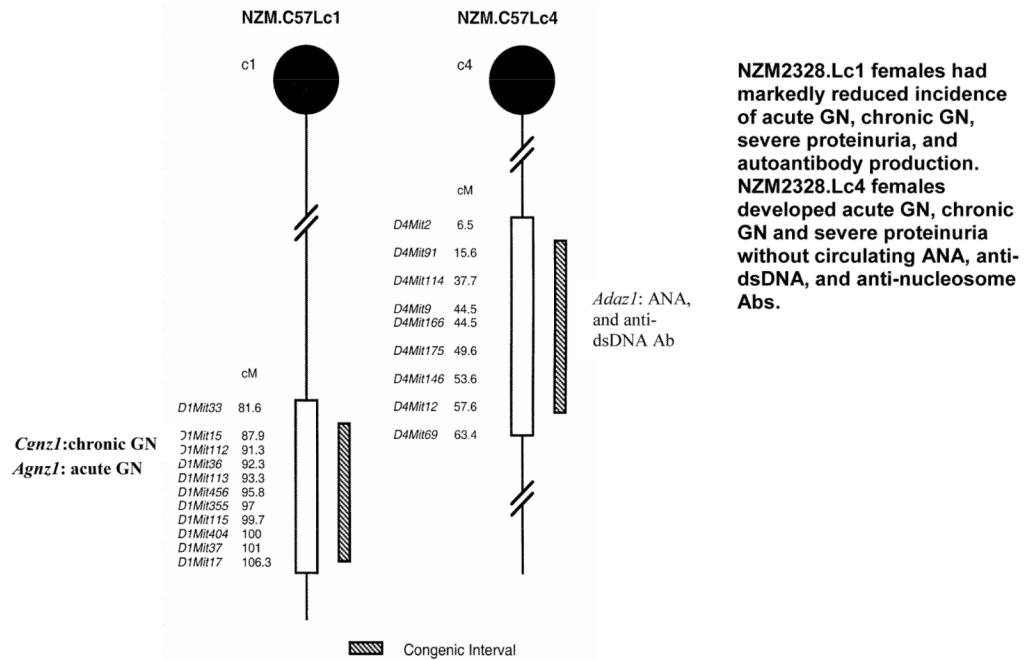 NZM.C57Lc1
c1
cM
D1Mit33 81.6
D1Mit15 87.9
D1Mit112 91.3
D1Mit36 92.3
D1Mit113 93.3
D1Mit456 95.8
D1Mit355 97
D1Mit115 99.7
D1Mit404 100
D1Mit37 101
D1Mit17 106.3
Cgnz1:chronic GN
Agnz1: acute GN
NZM.C57Lc4
c4
cM
D4Mit2 6.5
D4Mit91 15.6
D4Mit114 37.7
D4Mit9 44.5
D4Mit166 44.5
D4Mit175 49.6
D4Mit146 53.6
D4Mit12 57.6
D4Mit69 63.4
Adaz1: ANA,
and anti-
dsDNA Ab
NZM2328.Lc1 females had
markedly reduced incidence
of acute GN, chronic GN,
severe proteinuria, and
autoantibody production.
NZM2328.Lc4 females
developed acute GN, chronic
GN and severe proteinuria
without circulating ANA, anti-
dsDNA, and anti-nucleosome
Abs.
Congenic Interval